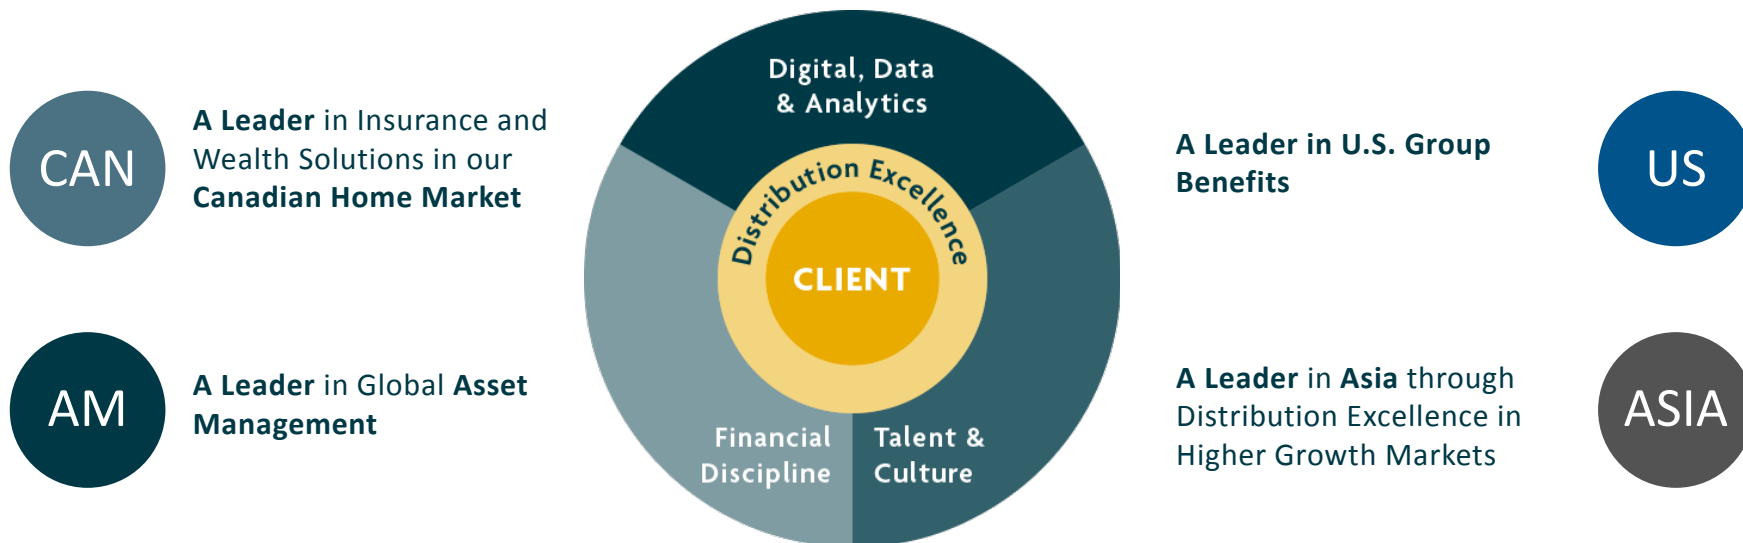 CAN
A Leader in Insurance and
Wealth Solutions in our
Canadian Home Market
AM
A Leader in Global Asset
Management
Digital, Data
& Analytics
Distribution Excellence
CLIENT
Financial
Discipline
Talent &
Culture
A Leader in U.S. Group
Benefits
US
A Leader in Asia through
Distribution Excellence in
Higher Growth Markets
ASIA